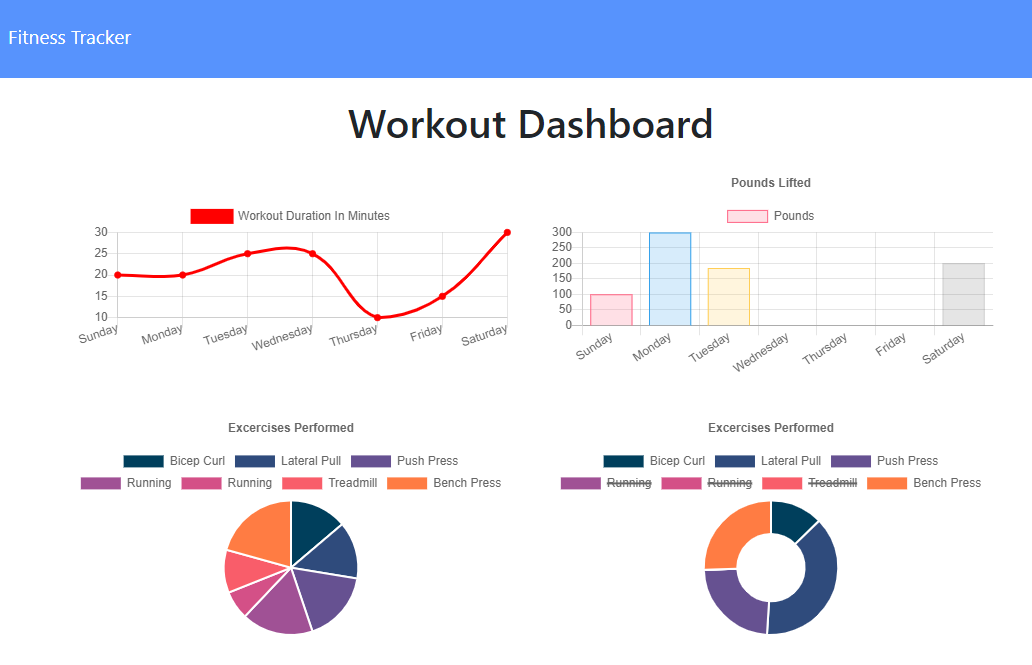 Fitness Tracker
Workout Dashboard
Workout Duration In Minutes
30
25
20
15
10
Sunday Monday Tuesday Wednesday Thursday Friday Saturday
Pounds Lifted
Pounds
300
250
200
150
100
50
0
Sunday Monday Tuesday Wednesday Thursday Friday Saturday
Excercises Performed
Bicep Curl Lateral Pull Push Press
Running Running Treadmill Bench Press
Excercises Performed
Bicep Curl Lateral Pull Push Press
Running Running Treadmill Bench Press